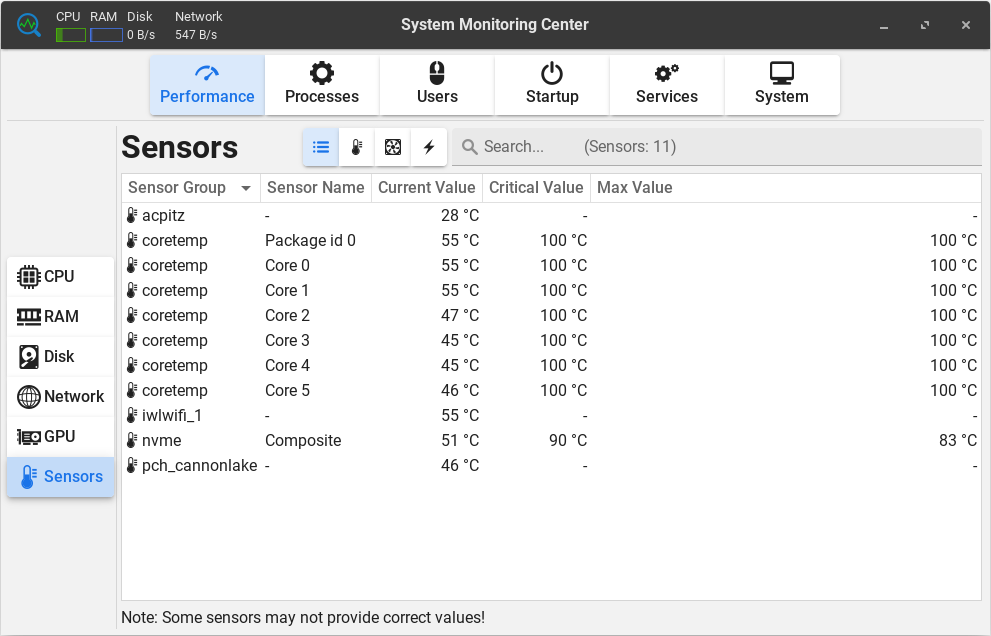 CPU RAM Disk Network
0 B/s 547 B/s
System Monitoring Center
Performance Processes Users Startup Services System
Sensors
Search... (Sensors: 11)
CPU
RAM
Disk
Network
GPU
Sensors
Sensor Group Sensor Name Current Value Critical Value Max Value
acpitz - 28 °C - -
coretemp Package id 0 55 °C 100 °C 100 °C
coretemp Core 0 55 °C 100 °C 100 °C
coretemp Core 1 55 °C 100 °C 100 °C
coretemp Core 2 47 °C 100 °C 100 °C
coretemp Core 3 45 °C 100 °C 100 °C
coretemp Core 4 45 °C 100 °C 100 °C
coretemp Core 5 46 °C 100 °C 100 °C
iwlwifi_1 - 55 °C - -
nvme Composite 51 °C 90 °C 83 °C
pch_cannonlake - 46 °C - -
Note: Some sensors may not provide correct values!